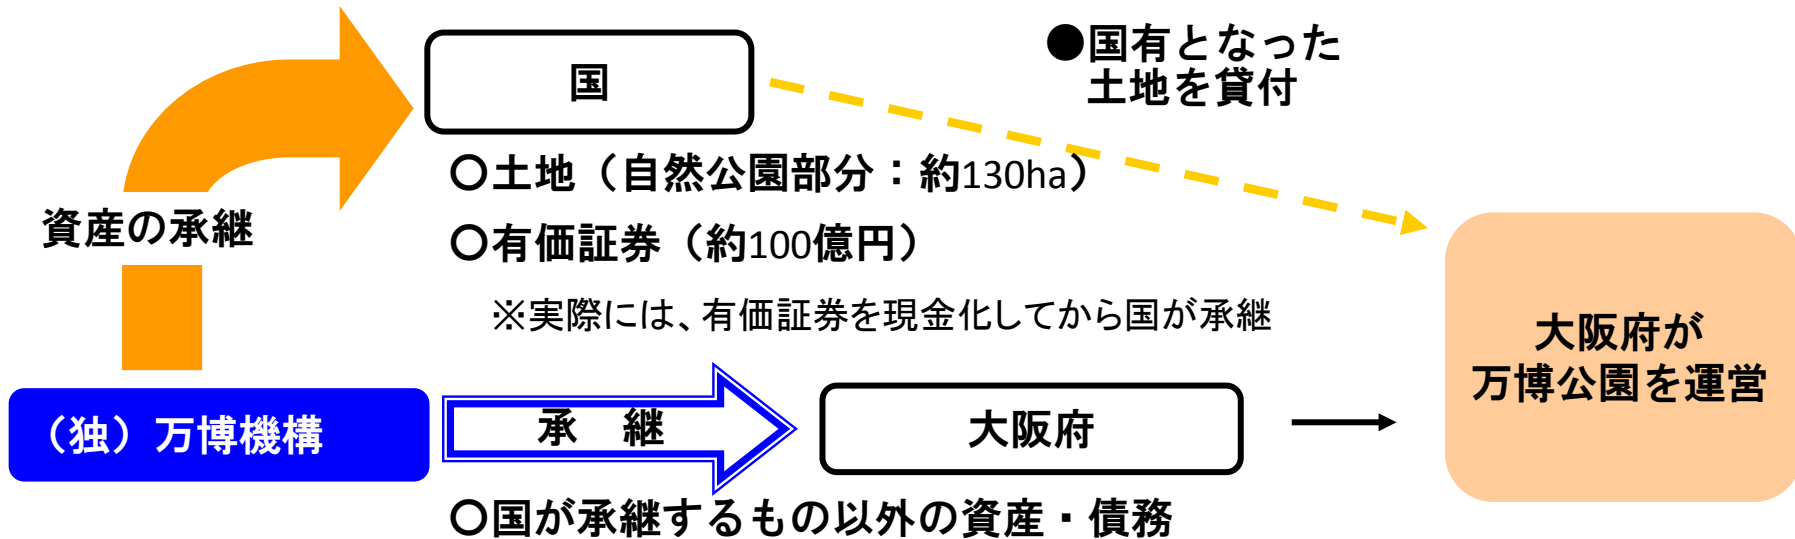 国
●国有となった
土地を貸付
○土地（自然公園部分：約130ha）
資産の承継
○有価証券（約100億円）
※実際には、有価証券を現金化してから国が承継
大阪府が
万博公園を運営
（独）万博機構
承　継
大阪府
○国が承継するもの以外の資産・債務